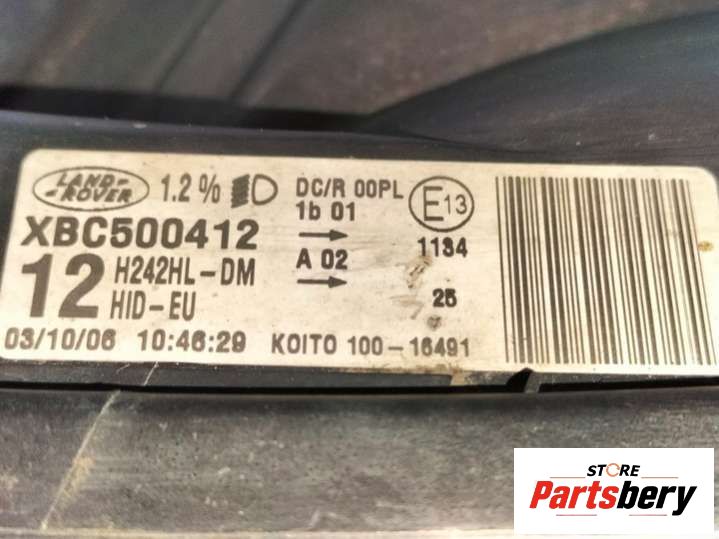 LAND-
-ROVER
1.2%
DC/R 00PL
1b 01
E13
XBC500412
1134
12
H242HL-DM
HID-EU
A 02
25
03/10/06 10:46:29 KOITO 100-16491
STORE
Partsbery